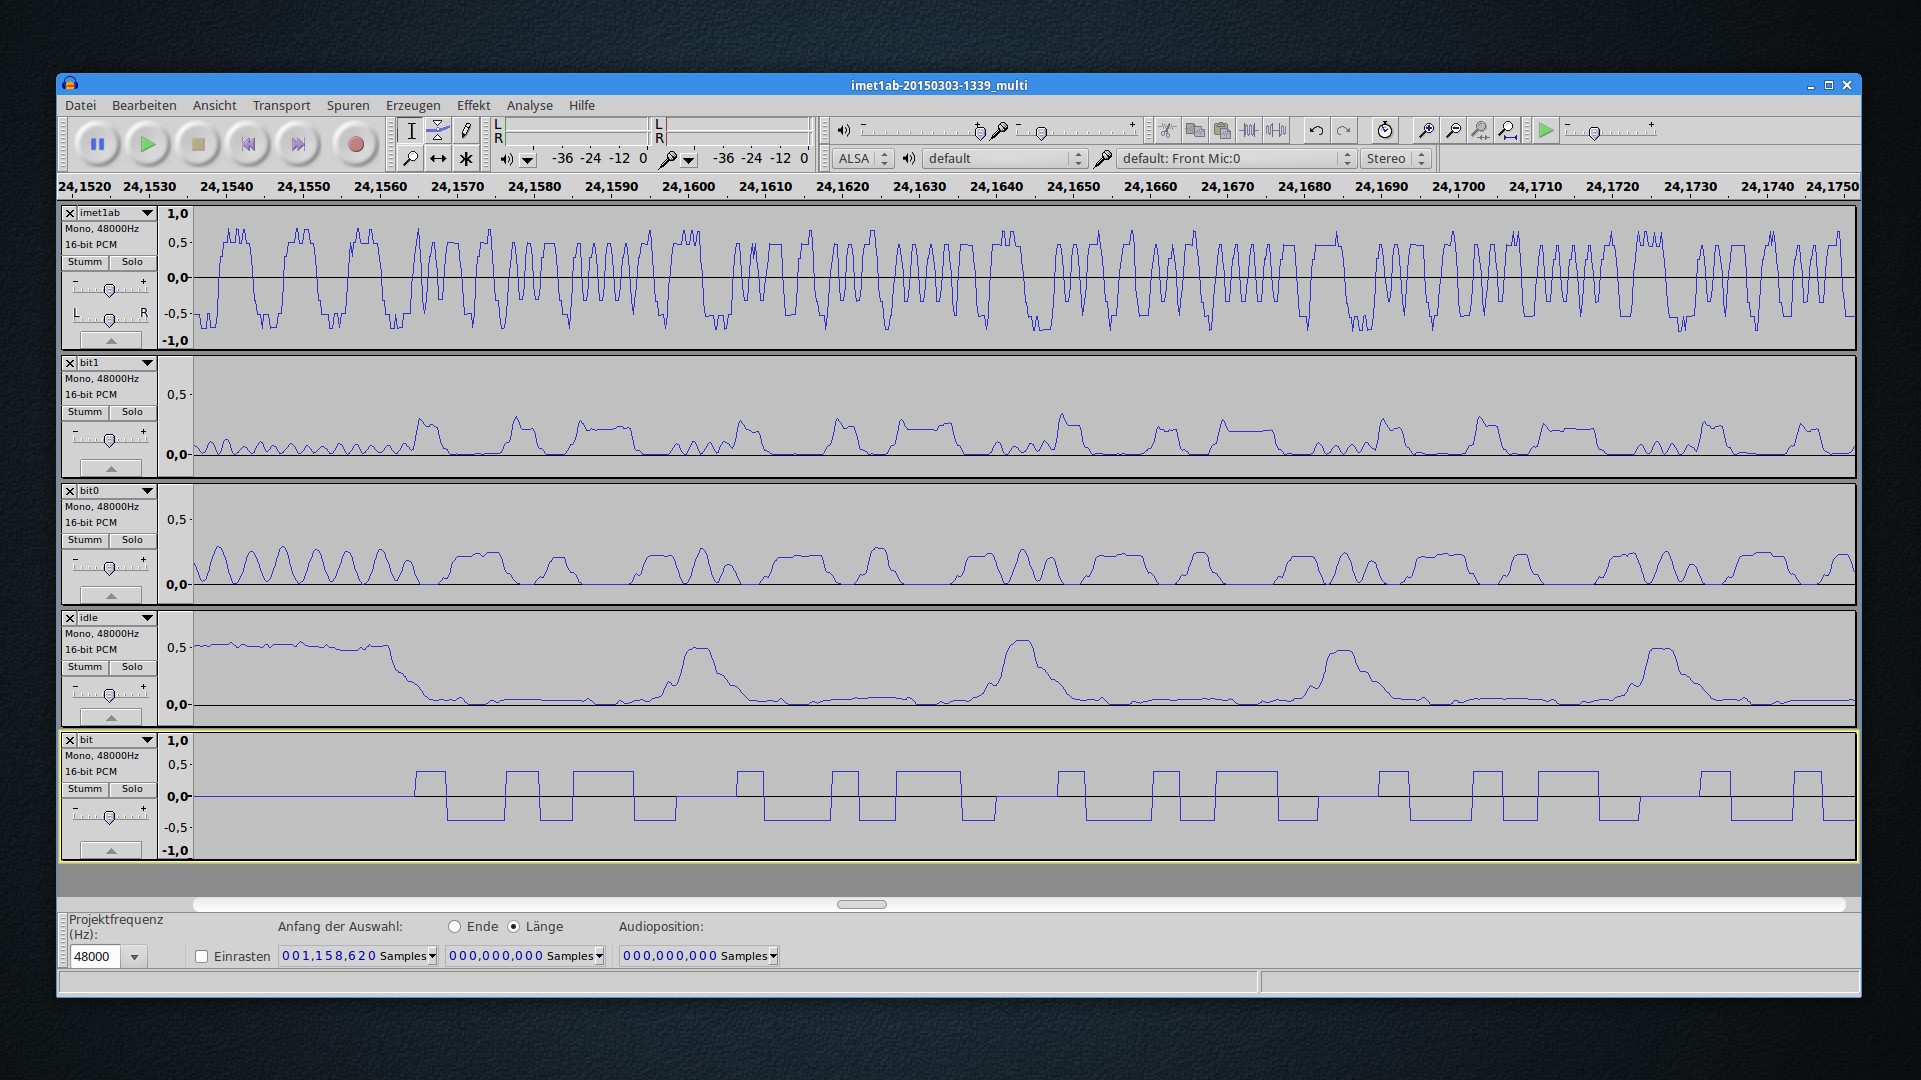 imet1ab-20150303-1339_multi
Datei Bearbeiten Ansicht Transport Spuren Erzeugen Effekt Analyse Hilfe
L R -36 -24 -12 0 L R -36 -24 -12 0
ALSA default default: Front Mic:0 Stereo
24,1520 24,1530 24,1540 24,1550 24,1560 24,1570 24,1580 24,1590 24,1600 24,1610 24,1620 24,1630 24,1640 24,1650 24,1660 24,1670 24,1680 24,1690 24,1700 24,1710 24,1720 24,1730 24,1740 24,1750
imet1ab 1,0
Mono, 48000Hz
16-bit PCM 0,5
Stumm Solo
- + 0,0
L R -0,5
-1,0
bit1
Mono, 48000Hz
16-bit PCM 0,5
Stumm Solo
- +
0,0
bit0
Mono, 48000Hz
16-bit PCM 0,5
Stumm Solo
- +
0,0
idle
Mono, 48000Hz
16-bit PCM 0,5
Stumm Solo
- +
0,0
bit 1,0
Mono, 48000Hz 0,5
16-bit PCM
Stumm Solo 0,0
- + -0,5
-1,0
Projektfrequenz
(Hz):
Anfang der Auswahl: Ende Länge Audioposition:
48000 Einrasten 001,158,620 Samples 000,000,000 Samples 000,000,000 Samples